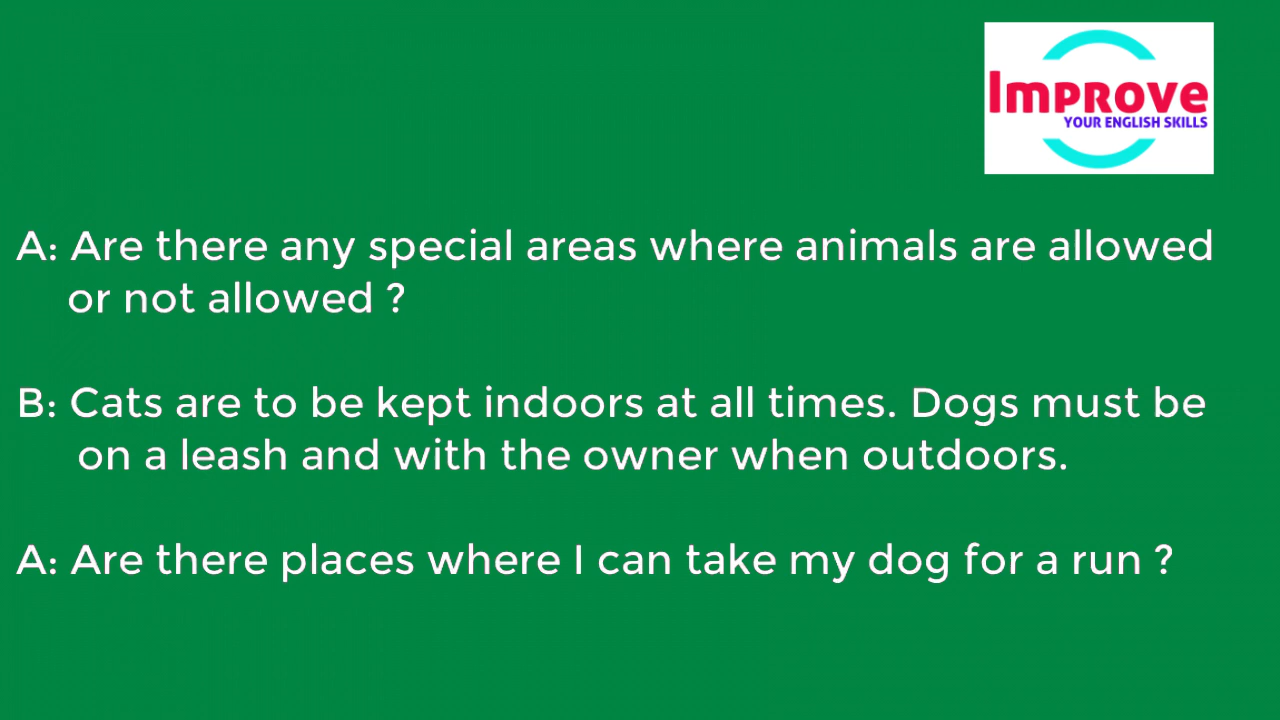 Improve
YOUR ENGLISH SKILLS
A: Are there any special areas where animals are allowed
or not allowed ?
B: Cats are to be kept indoors at all times. Dogs must be
on a leash and with the owner when outdoors.
A: Are there places where I can take my dog for a run ?